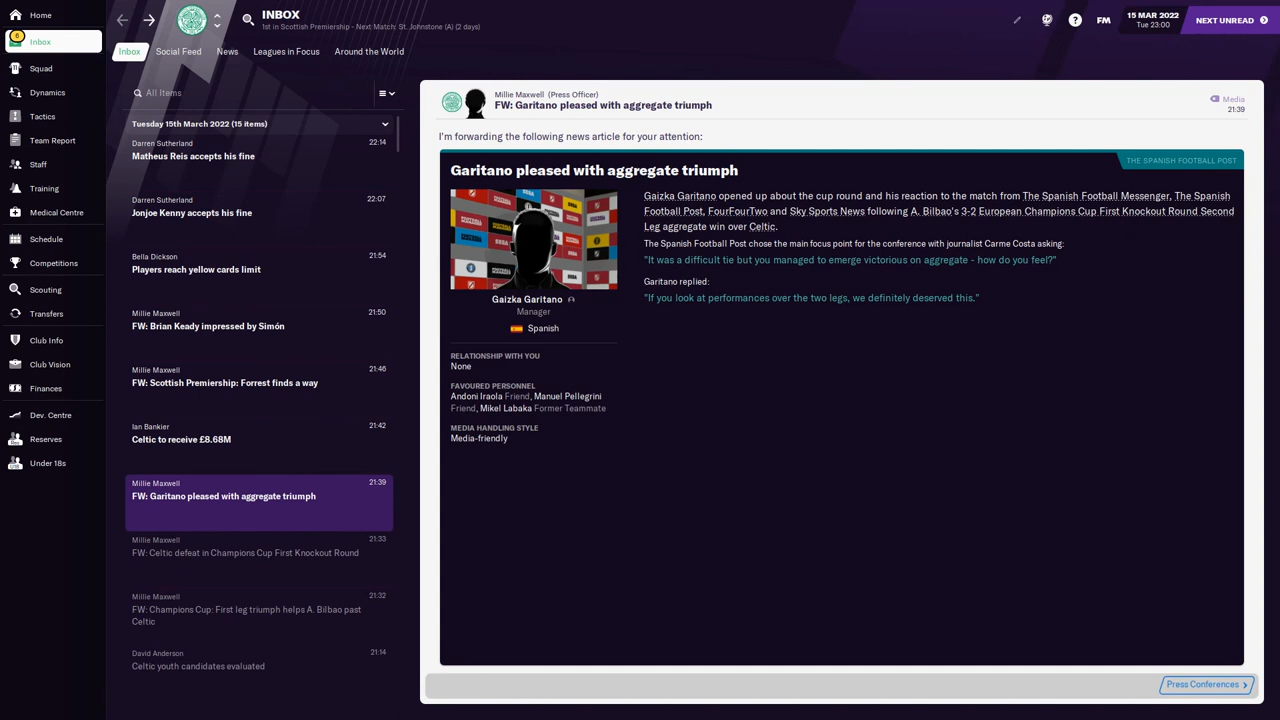 Home
6
Inbox
Squad
Dynamics
Tactics
Team Report
Staff
Training
Medical Centre
Schedule
Competitions
Scouting
Transfers
Club Info
Club Vision
Finances
Dev. Centre
Reserves
Under 18s
INBOX
1st in Scottish Premiership - Next Match: St. Johnstone (A) (2 days)
FM
15 MAR 2022
Tue 23:00
NEXT UNREAD
Inbox
Social Feed
News
Leagues in Focus
Around the World
All Items
Tuesday 15th March 2022 (15 items)
Darren Sutherland 22:14
Matheus Reis accepts his fine
Darren Sutherland 22:07
Jonjoe Kenny accepts his fine
Bella Dickson 21:54
Players reach yellow cards limit
Millie Maxwell 21:50
FW: Brian Keady impressed by Simón
Millie Maxwell 21:46
FW: Scottish Premiership: Forrest finds a way
Ian Bankier 21:42
Celtic to receive £8.68M
Millie Maxwell 21:39
FW: Garitano pleased with aggregate triumph
Millie Maxwell 21:33
FW: Celtic defeat in Champions Cup First Knockout Round
Millie Maxwell 21:32
FW: Champions Cup: First leg triumph helps A. Bilbao past
Celtic
David Anderson 21:14
Celtic youth candidates evaluated
Millie Maxwell (Press Officer)
FW: Garitano pleased with aggregate triumph
Media
21:39
I'm forwarding the following news article for your attention:
THE SPANISH FOOTBALL POST
Garitano pleased with aggregate triumph
Gaizka Garitano
Manager
Spanish
RELATIONSHIP WITH YOU
None
FAVOURED PERSONNEL
Andoni Iraola Friend, Manuel Pellegrini
Friend, Mikel Labaka Former Teammate
MEDIA HANDLING STYLE
Media-friendly
Gaizka Garitano opened up about the cup round and his reaction to the match from The Spanish Football Messenger, The Spanish
Football Post, FourFourTwo and Sky Sports News following A. Bilbao's 3-2 European Champions Cup First Knockout Round Second
Leg aggregate win over Celtic.
The Spanish Football Post chose the main focus point for the conference with journalist Carme Costa asking:
"It was a difficult tie but you managed to emerge victorious on aggregate - how do you feel?"
Garitano replied:
"If you look at performances over the two legs, we definitely deserved this."
Press Conferences